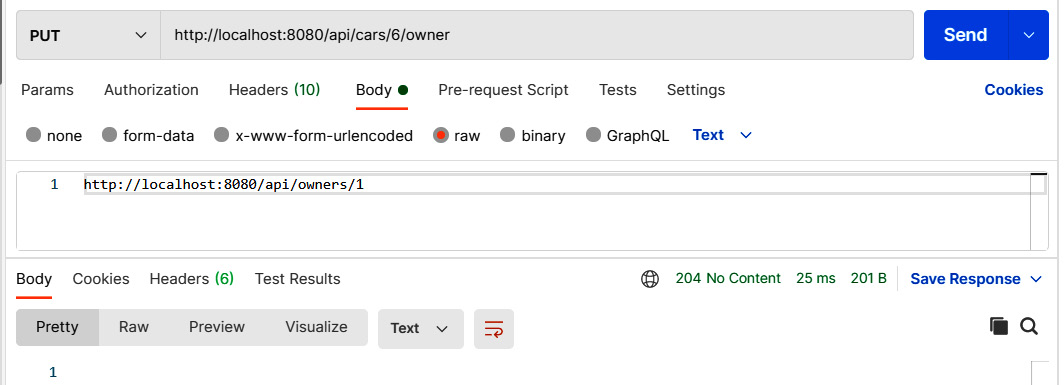 PUT http://localhost:8080/api/cars/6/owner Send
Params Authorization Headers (10) Body Pre-request Script Tests Settings Cookies
none form-data x-www-form-urlencoded raw binary GraphQL Text
1 http://localhost:8080/api/owners/1
Body Cookies Headers (6) Test Results 204 No Content 25 ms 201 B Save Response
Pretty Raw Preview Visualize Text
1